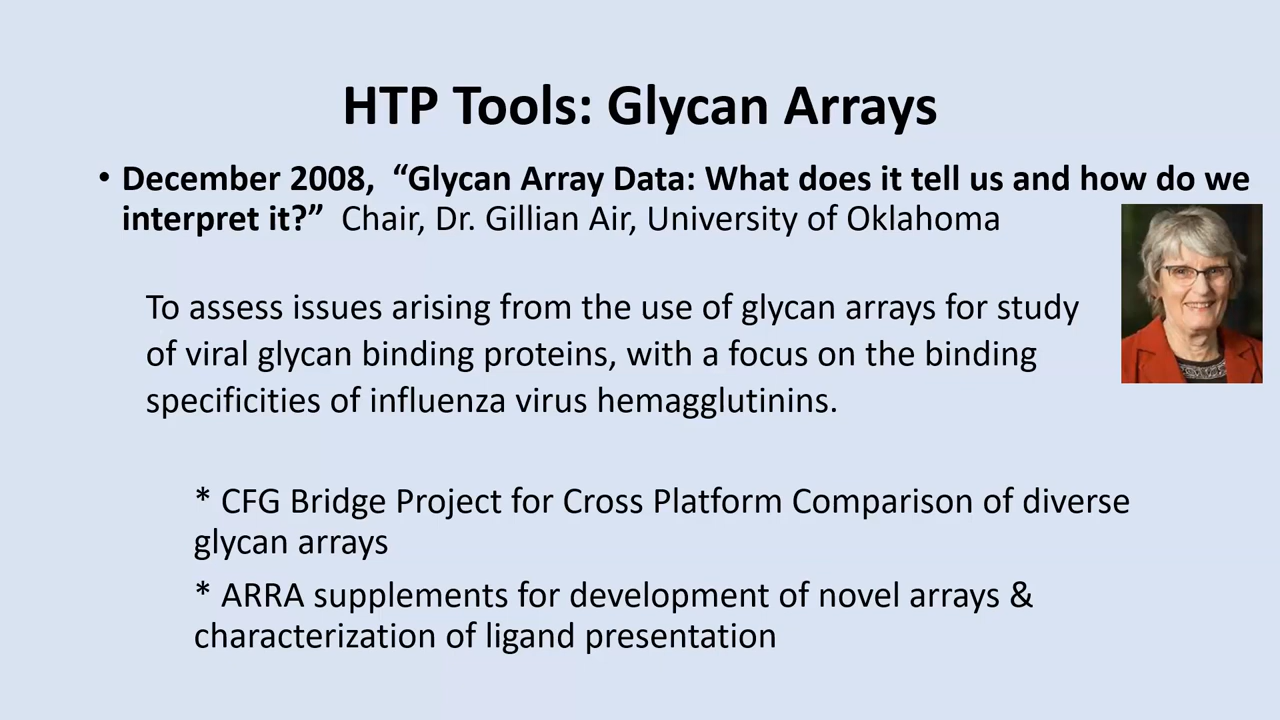 HTP Tools: Glycan Arrays
• December 2008, “Glycan Array Data: What does it tell us and how do we
interpret it?” Chair, Dr. Gillian Air, University of Oklahoma
To assess issues arising from the use of glycan arrays for study
of viral glycan binding proteins, with a focus on the binding
specificities of influenza virus hemagglutinins.
* CFG Bridge Project for Cross Platform Comparison of diverse
glycan arrays
* ARRA supplements for development of novel arrays &
characterization of ligand presentation